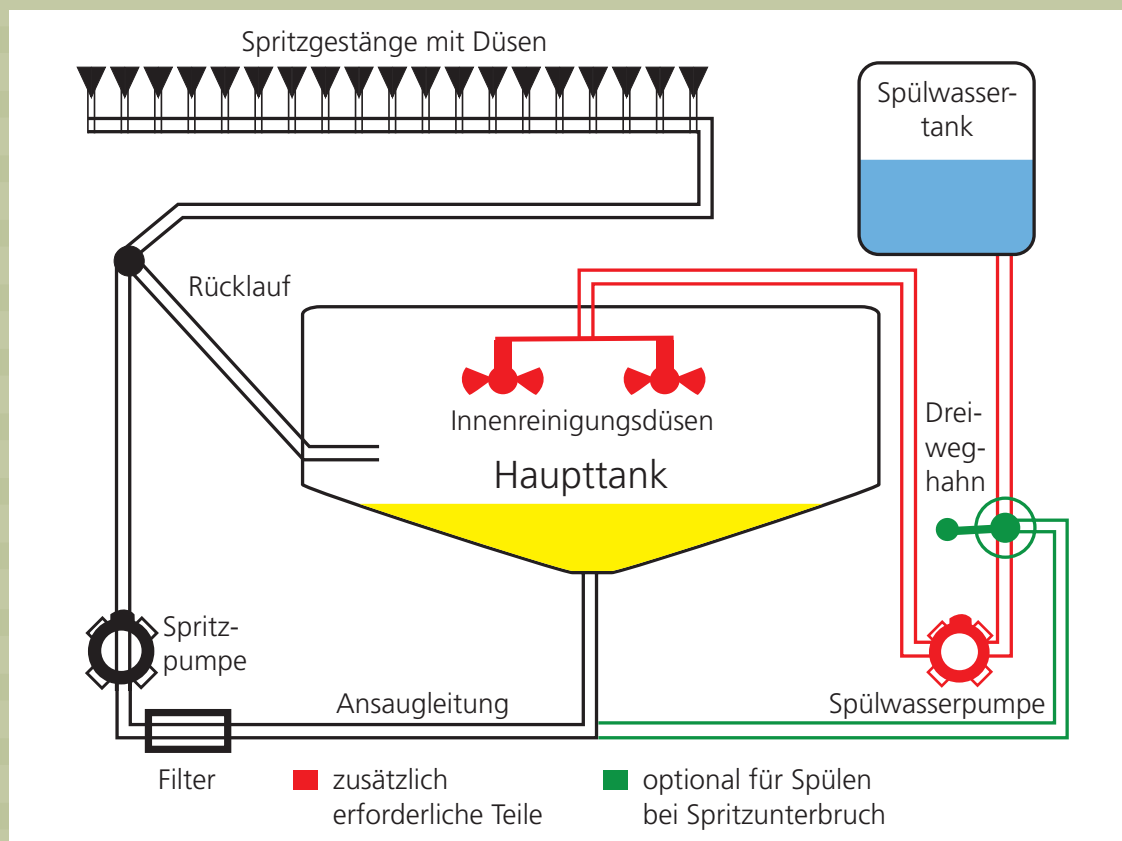 Spritzgestänge mit Düsen
Spülwasser-
tank
Rücklauf
Innenreinigungsdüsen
Haupttank
Drei-
weg-
hahn
Spritz-
pumpe
Ansaugleitung
Spülwasserpumpe
Filter
zusätzlich
erforderliche Teile
optional für Spülen
bei Spritzunterbruch